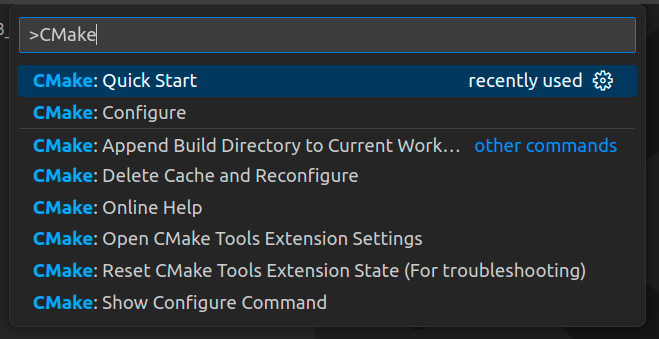 >CMake
CMake: Quick Start recently used
CMake: Configure
CMake: Append Build Directory to Current Work… other commands
CMake: Delete Cache and Reconfigure
CMake: Online Help
CMake: Open CMake Tools Extension Settings
CMake: Reset CMake Tools Extension State (For troubleshooting)
CMake: Show Configure Command